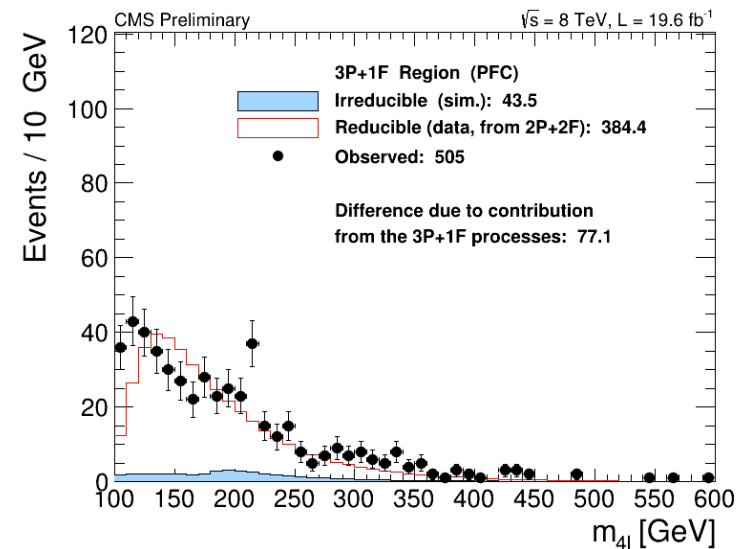 CMS Preliminary
√s = 8 TeV, L = 19.6 fb⁻¹
Events / 10 GeV
120
100
80
60
40
20
0
3P+1F Region (PFC)
Irreducible (sim.): 43.5
Reducible (data, from 2P+2F): 384.4
Observed: 505
Difference due to contribution
from the 3P+1F processes: 77.1
100 150 200 250 300 350 400 450 500 550 600
m₄ₗ [GeV]